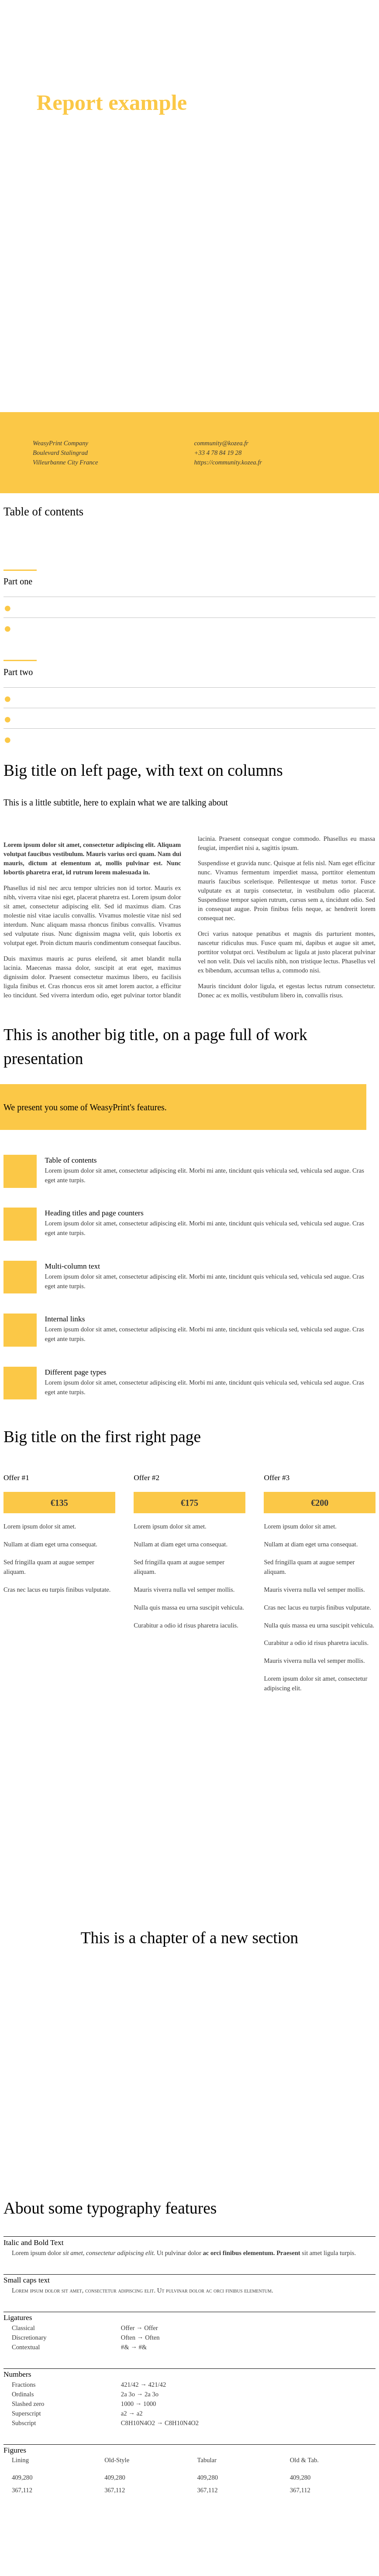 Report example
WeasyPrint Company
Boulevard Stalingrad
Villeurbanne City France
community@kozea.fr
+33 4 78 84 19 28
https://community.kozea.fr
Table of contents
Part one
Part two
Big title on left page, with text on columns
This is a little subtitle, here to explain what we are talking about
Lorem ipsum dolor sit amet, consectetur adipiscing elit. Aliquam
volutpat faucibus vestibulum. Mauris varius orci quam. Nam dui
mauris, dictum at elementum at, mollis pulvinar est. Nunc
lobortis pharetra erat, id rutrum lorem malesuada in.
Phasellus id nisl nec arcu tempor ultricies non id tortor. Mauris ex
nibh, viverra vitae nisl eget, placerat pharetra est. Lorem ipsum dolor
sit amet, consectetur adipiscing elit. Sed id maximus diam. Cras
molestie nisl vitae iaculis convallis. Vivamus molestie vitae nisl sed
interdum. Nunc aliquam massa rhoncus finibus convallis. Vivamus
sed vulputate risus. Nunc dignissim magna velit, quis lobortis ex
volutpat eget. Proin dictum mauris condimentum consequat faucibus.
Duis maximus mauris ac purus eleifend, sit amet blandit nulla
lacinia. Maecenas massa dolor, suscipit at erat eget, maximus
dignissim dolor. Praesent consectetur maximus libero, eu facilisis
ligula finibus et. Cras rhoncus eros sit amet lorem auctor, a efficitur
leo tincidunt. Sed viverra interdum odio, eget pulvinar tortor blandit
lacinia. Praesent consequat congue commodo. Phasellus eu massa
feugiat, imperdiet nisi a, sagittis ipsum.
Suspendisse et gravida nunc. Quisque at felis nisl. Nam eget efficitur
nunc. Vivamus fermentum imperdiet massa, porttitor elementum
mauris faucibus scelerisque. Pellentesque ut metus tortor. Fusce
vulputate ex at turpis consectetur, in vestibulum odio placerat.
Suspendisse tempor sapien rutrum, cursus sem a, tincidunt odio. Sed
in consequat augue. Proin finibus felis neque, ac hendrerit lorem
consequat nec.
Orci varius natoque penatibus et magnis dis parturient montes,
nascetur ridiculus mus. Fusce quam mi, dapibus et augue sit amet,
porttitor volutpat orci. Vestibulum ac ligula at justo placerat pulvinar
vel non velit. Duis vel iaculis nibh, non tristique lectus. Phasellus vel
ex bibendum, accumsan tellus a, commodo nisi.
Mauris tincidunt dolor ligula, et egestas lectus rutrum consectetur.
Donec ac ex mollis, vestibulum libero in, convallis risus.
This is another big title, on a page full of work
presentation
We present you some of WeasyPrint's features.
Table of contents
Lorem ipsum dolor sit amet, consectetur adipiscing elit. Morbi mi ante, tincidunt quis vehicula sed, vehicula sed augue. Cras
eget ante turpis.
Heading titles and page counters
Lorem ipsum dolor sit amet, consectetur adipiscing elit. Morbi mi ante, tincidunt quis vehicula sed, vehicula sed augue. Cras
eget ante turpis.
Multi-column text
Lorem ipsum dolor sit amet, consectetur adipiscing elit. Morbi mi ante, tincidunt quis vehicula sed, vehicula sed augue. Cras
eget ante turpis.
Internal links
Lorem ipsum dolor sit amet, consectetur adipiscing elit. Morbi mi ante, tincidunt quis vehicula sed, vehicula sed augue. Cras
eget ante turpis.
Different page types
Lorem ipsum dolor sit amet, consectetur adipiscing elit. Morbi mi ante, tincidunt quis vehicula sed, vehicula sed augue. Cras
eget ante turpis.
Big title on the first right page
Offer #1
€135
Lorem ipsum dolor sit amet.
Nullam at diam eget urna consequat.
Sed fringilla quam at augue semper
aliquam.
Cras nec lacus eu turpis finibus vulputate.
Offer #2
€175
Lorem ipsum dolor sit amet.
Nullam at diam eget urna consequat.
Sed fringilla quam at augue semper
aliquam.
Mauris viverra nulla vel semper mollis.
Nulla quis massa eu urna suscipit vehicula.
Curabitur a odio id risus pharetra iaculis.
Offer #3
€200
Lorem ipsum dolor sit amet.
Nullam at diam eget urna consequat.
Sed fringilla quam at augue semper
aliquam.
Mauris viverra nulla vel semper mollis.
Cras nec lacus eu turpis finibus vulputate.
Nulla quis massa eu urna suscipit vehicula.
Curabitur a odio id risus pharetra iaculis.
Mauris viverra nulla vel semper mollis.
Lorem ipsum dolor sit amet, consectetur
adipiscing elit.
This is a chapter of a new section
About some typography features
Italic and Bold Text
Lorem ipsum dolor sit amet, consectetur adipiscing elit. Ut pulvinar dolor ac orci finibus elementum. Praesent sit amet ligula turpis.
Small caps text
Lorem ipsum dolor sit amet, consectetur adipiscing elit. Ut pulvinar dolor ac orci finibus elementum.
Ligatures
Classical Offer → Offer
Discretionary Often → Often
Contextual #& → #&
Numbers
Fractions 421/42 → 421/42
Ordinals 2a 3o → 2a 3o
Slashed zero 1000 → 1000
Superscript a2 → a2
Subscript C8H10N4O2 → C8H10N4O2
Figures
Lining Old-Style Tabular Old & Tab.
409,280 409,280 409,280 409,280
367,112 367,112 367,112 367,112